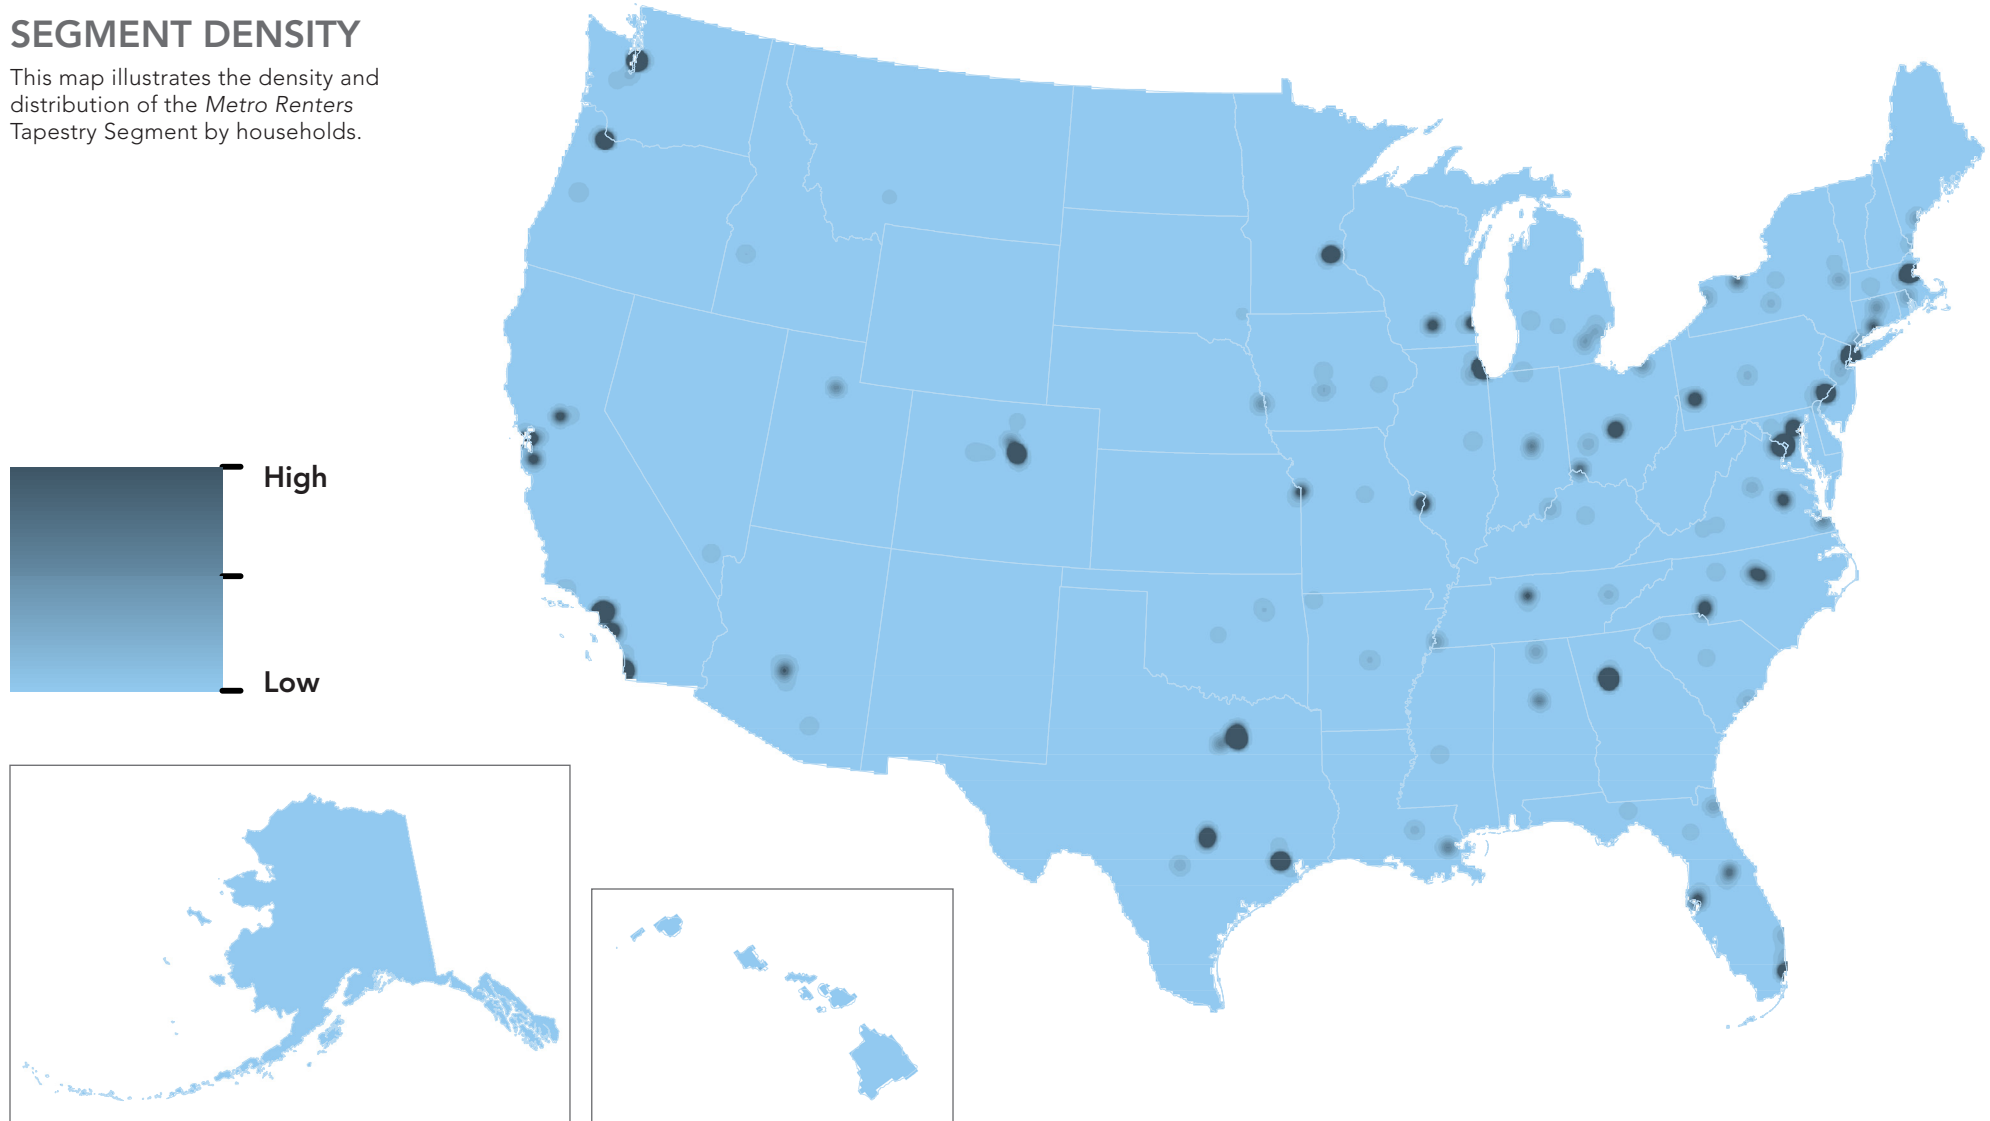 SEGMENT DENSITY
This map illustrates the density and
distribution of the Metro Renters
Tapestry Segment by households.
High
Low